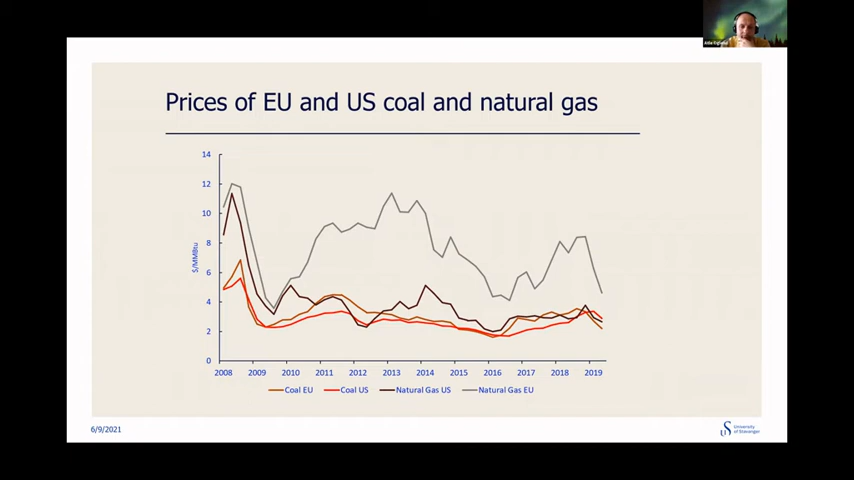 Prices of EU and US coal and natural gas
14
12
10
8
6
4
2
0
$/MMBtu
2008 2009 2010 2011 2012 2013 2014 2015 2016 2017 2018 2019
Coal EU Coal US Natural Gas US Natural Gas EU
6/9/2021
University
of Stavanger